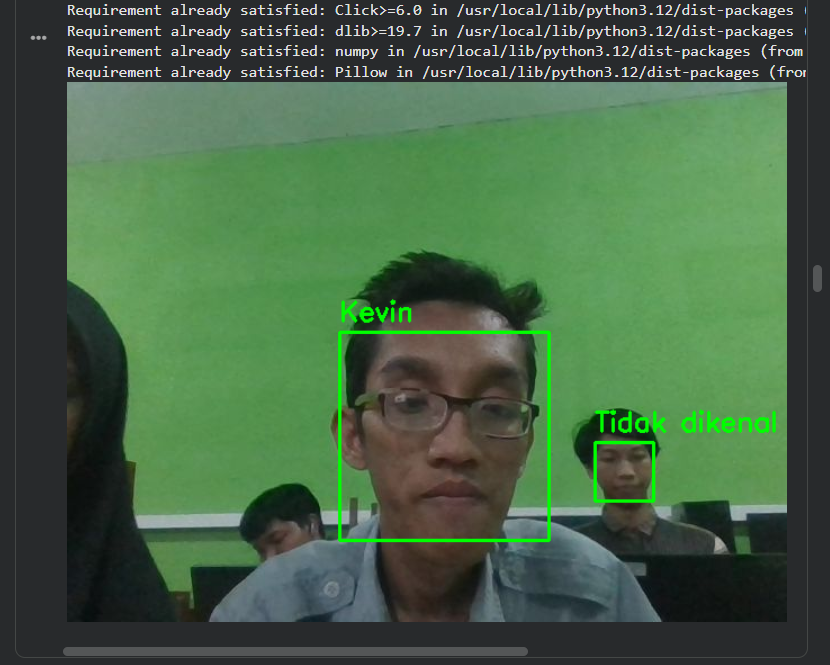 Requirement already satisfied: Click>=6.0 in /usr/local/lib/python3.12/dist-packages (
Requirement already satisfied: dlib>=19.7 in /usr/local/lib/python3.12/dist-packages (
Requirement already satisfied: numpy in /usr/local/lib/python3.12/dist-packages (from
Requirement already satisfied: Pillow in /usr/local/lib/python3.12/dist-packages (from
Kevin
Tidak dikenal